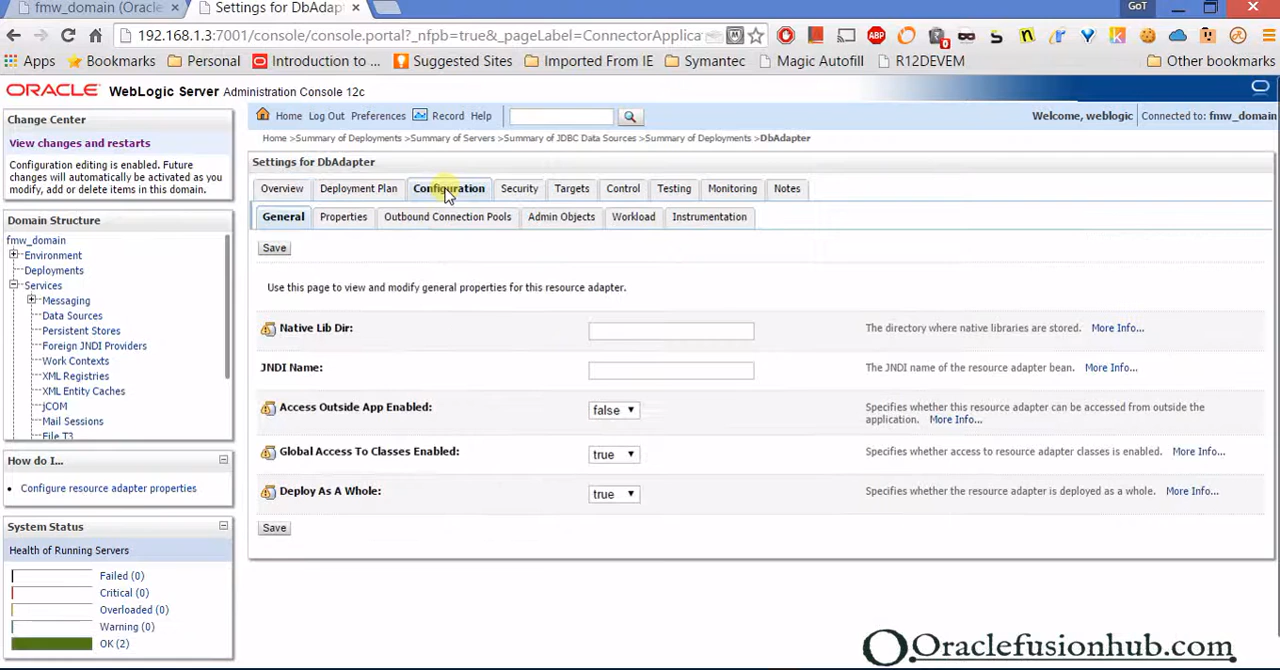 fmw_domain (Oracle
Settings for DbAdapt
GoT
192.168.1.3:7001/console/console.portal?_nfpb=true&_pageLabel=ConnectorApplica
Apps Bookmarks Personal Introduction to ... Suggested Sites Imported From IE Symantec Magic Autofill R12DEVEM Other bookmarks
ORACLE WebLogic Server Administration Console 12c
Change Center
View changes and restarts
Configuration editing is enabled. Future
changes will automatically be activated as you
modify, add or delete items in this domain.
Domain Structure
fmw_domain
Environment
Deployments
Services
Messaging
Data Sources
Persistent Stores
Foreign JNDI Providers
Work Contexts
XML Registries
XML Entity Caches
jCOM
Mail Sessions
File T3
How do I...
Configure resource adapter properties
System Status
Health of Running Servers
Failed (0)
Critical (0)
Overloaded (0)
Warning (0)
OK (2)
Home Log Out Preferences Record Help
Welcome, weblogic Connected to: fmw_domain
Home >Summary of Deployments >Summary of Servers >Summary of JDBC Data Sources >Summary of Deployments >DbAdapter
Settings for DbAdapter
Overview Deployment Plan Configuration Security Targets Control Testing Monitoring Notes
General Properties Outbound Connection Pools Admin Objects Workload Instrumentation
Save
Use this page to view and modify general properties for this resource adapter.
Native Lib Dir: The directory where native libraries are stored. More Info...
JNDI Name: The JNDI name of the resource adapter bean. More Info...
Access Outside App Enabled: false Specifies whether this resource adapter can be accessed from outside the
application. More Info...
Global Access To Classes Enabled: true Specifies whether access to resource adapter classes is enabled. More Info...
Deploy As A Whole: true Specifies whether the resource adapter is deployed as a whole. More Info...
Save
Oraclefusionhub.com